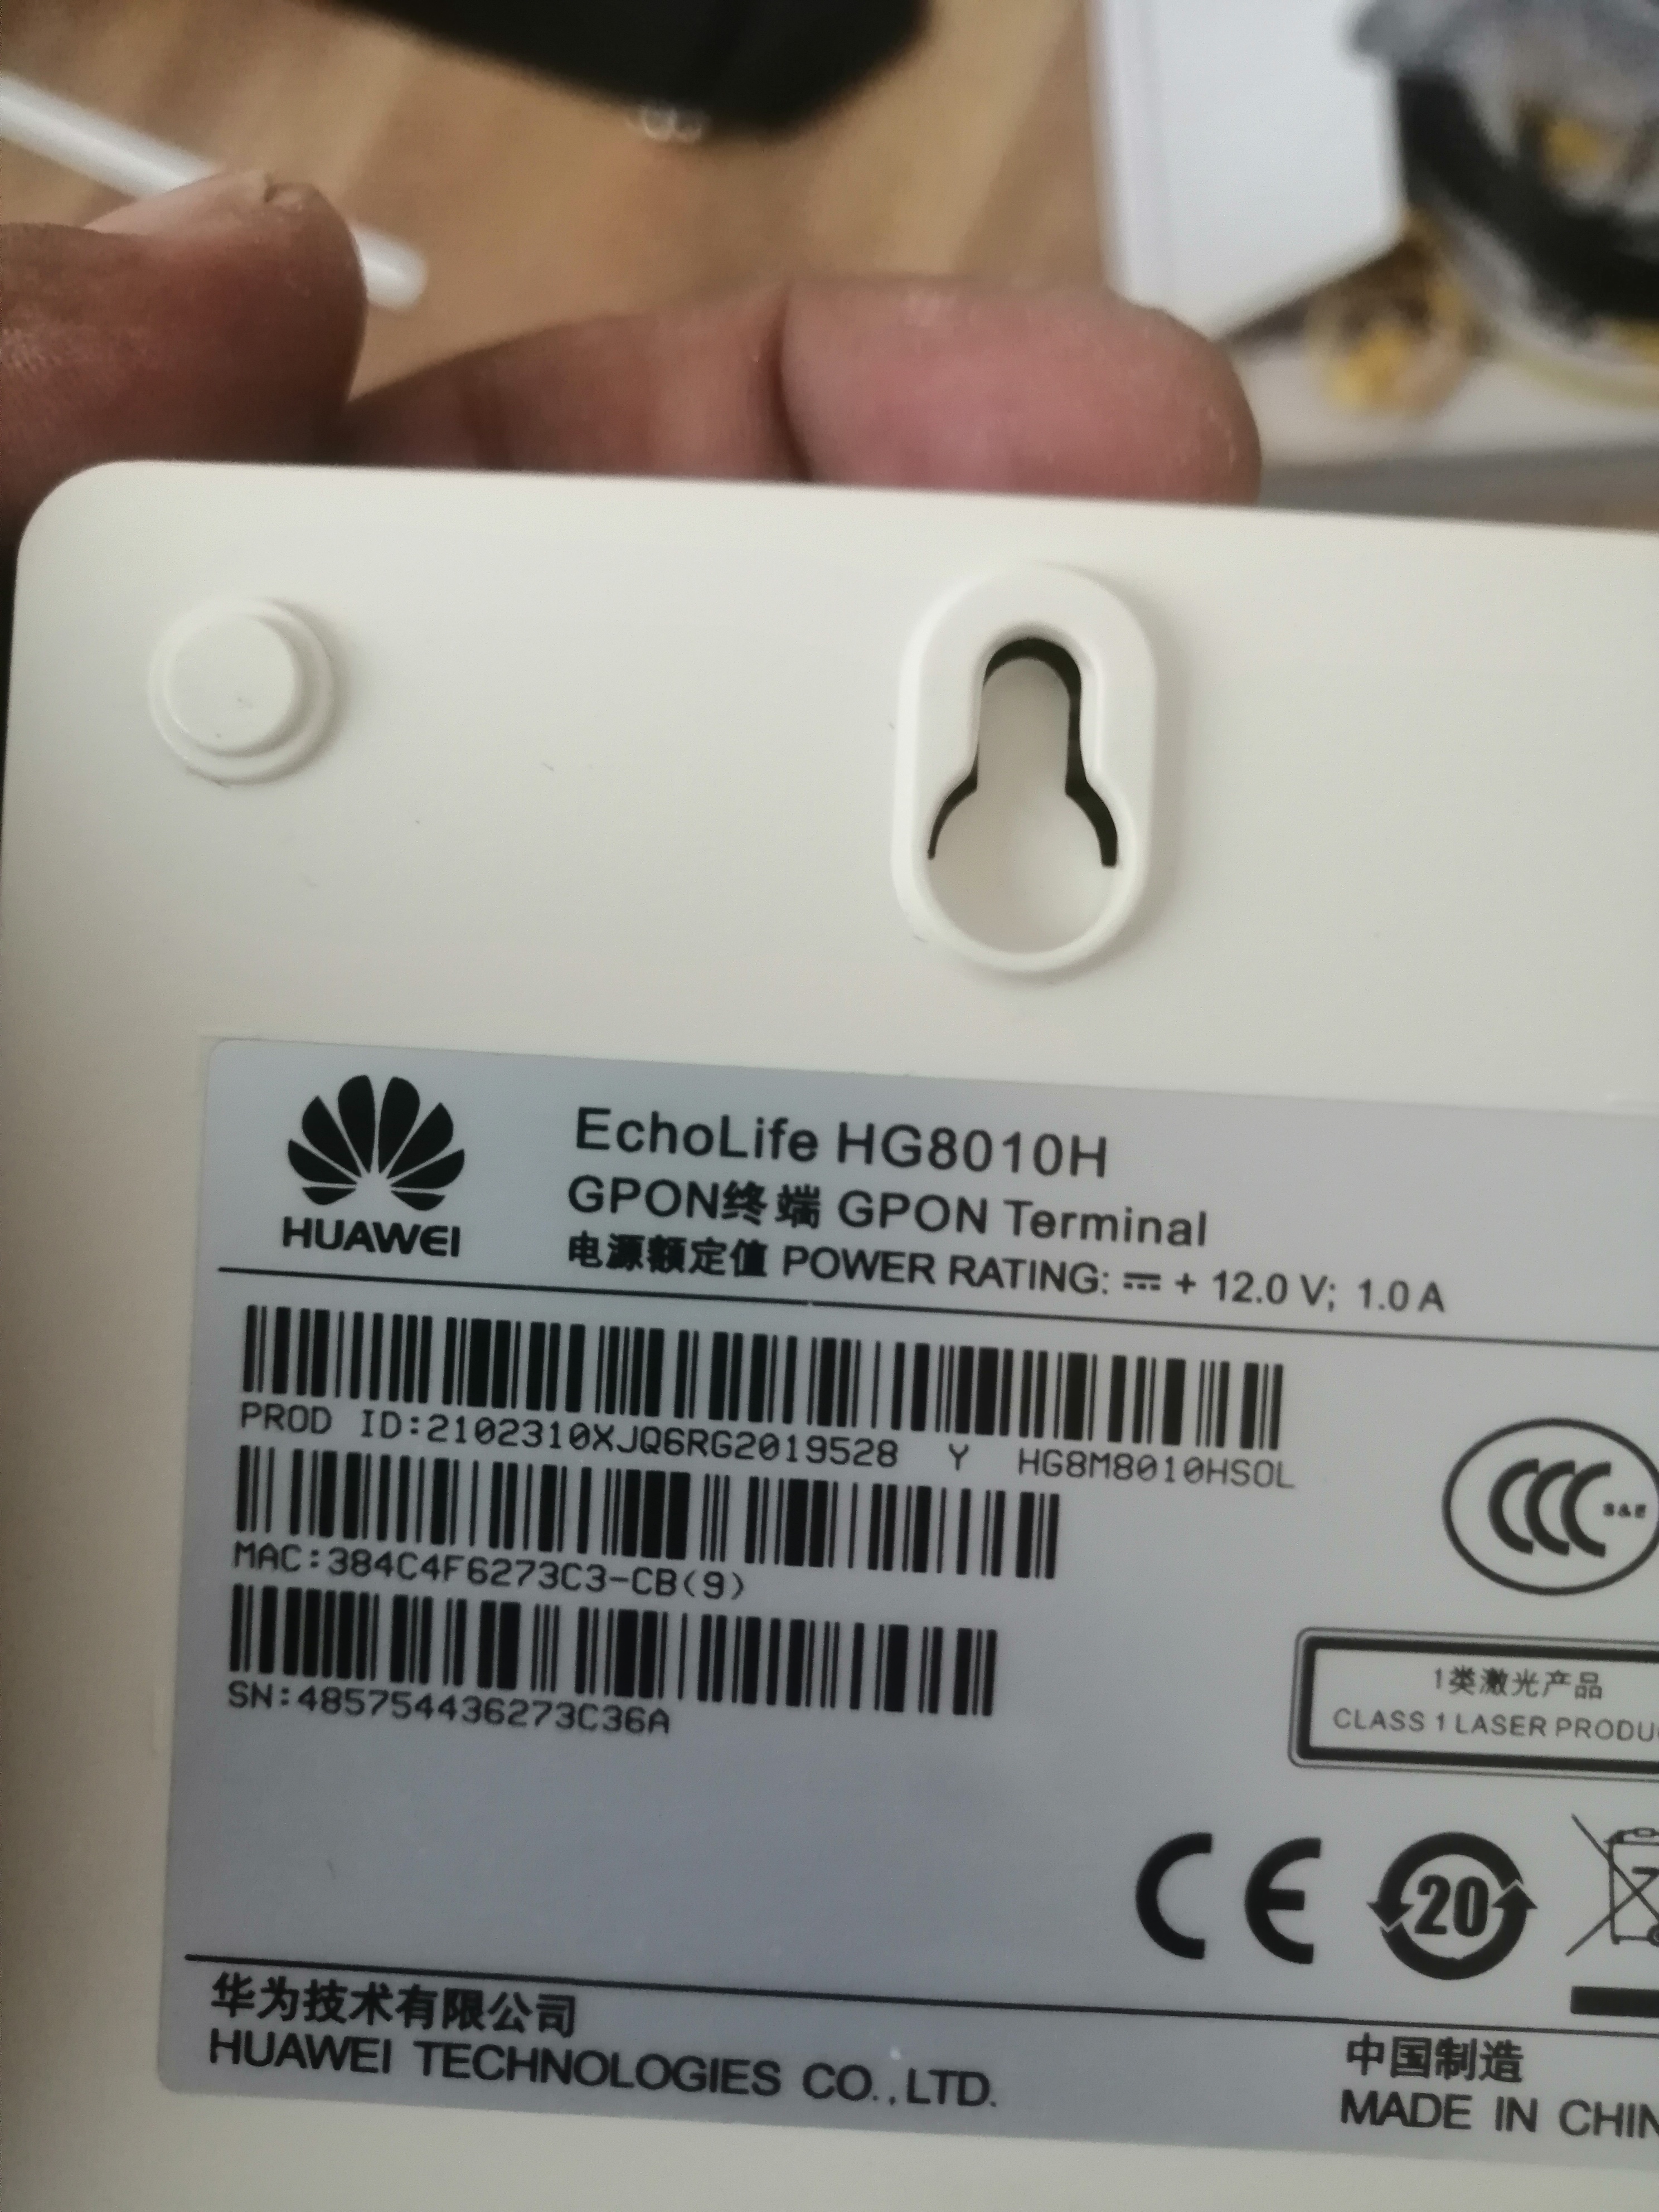 HUAWEI
EchoLife HG8010H
GPON终端 GPON Terminal
电源额定值 POWER RATING: ⎓ + 12.0 V; 1.0 A
PROD ID:2102310XJQ6RG2019528 Y HG8M8010HSOL
MAC:384C4F6273C3-CB(9)
SN:485754436273C36A
CCC S&E
1类激光产品
CLASS 1 LASER PRODU
CE
20
华为技术有限公司
HUAWEI TECHNOLOGIES CO.,LTD.
中国制造
MADE IN CHIN